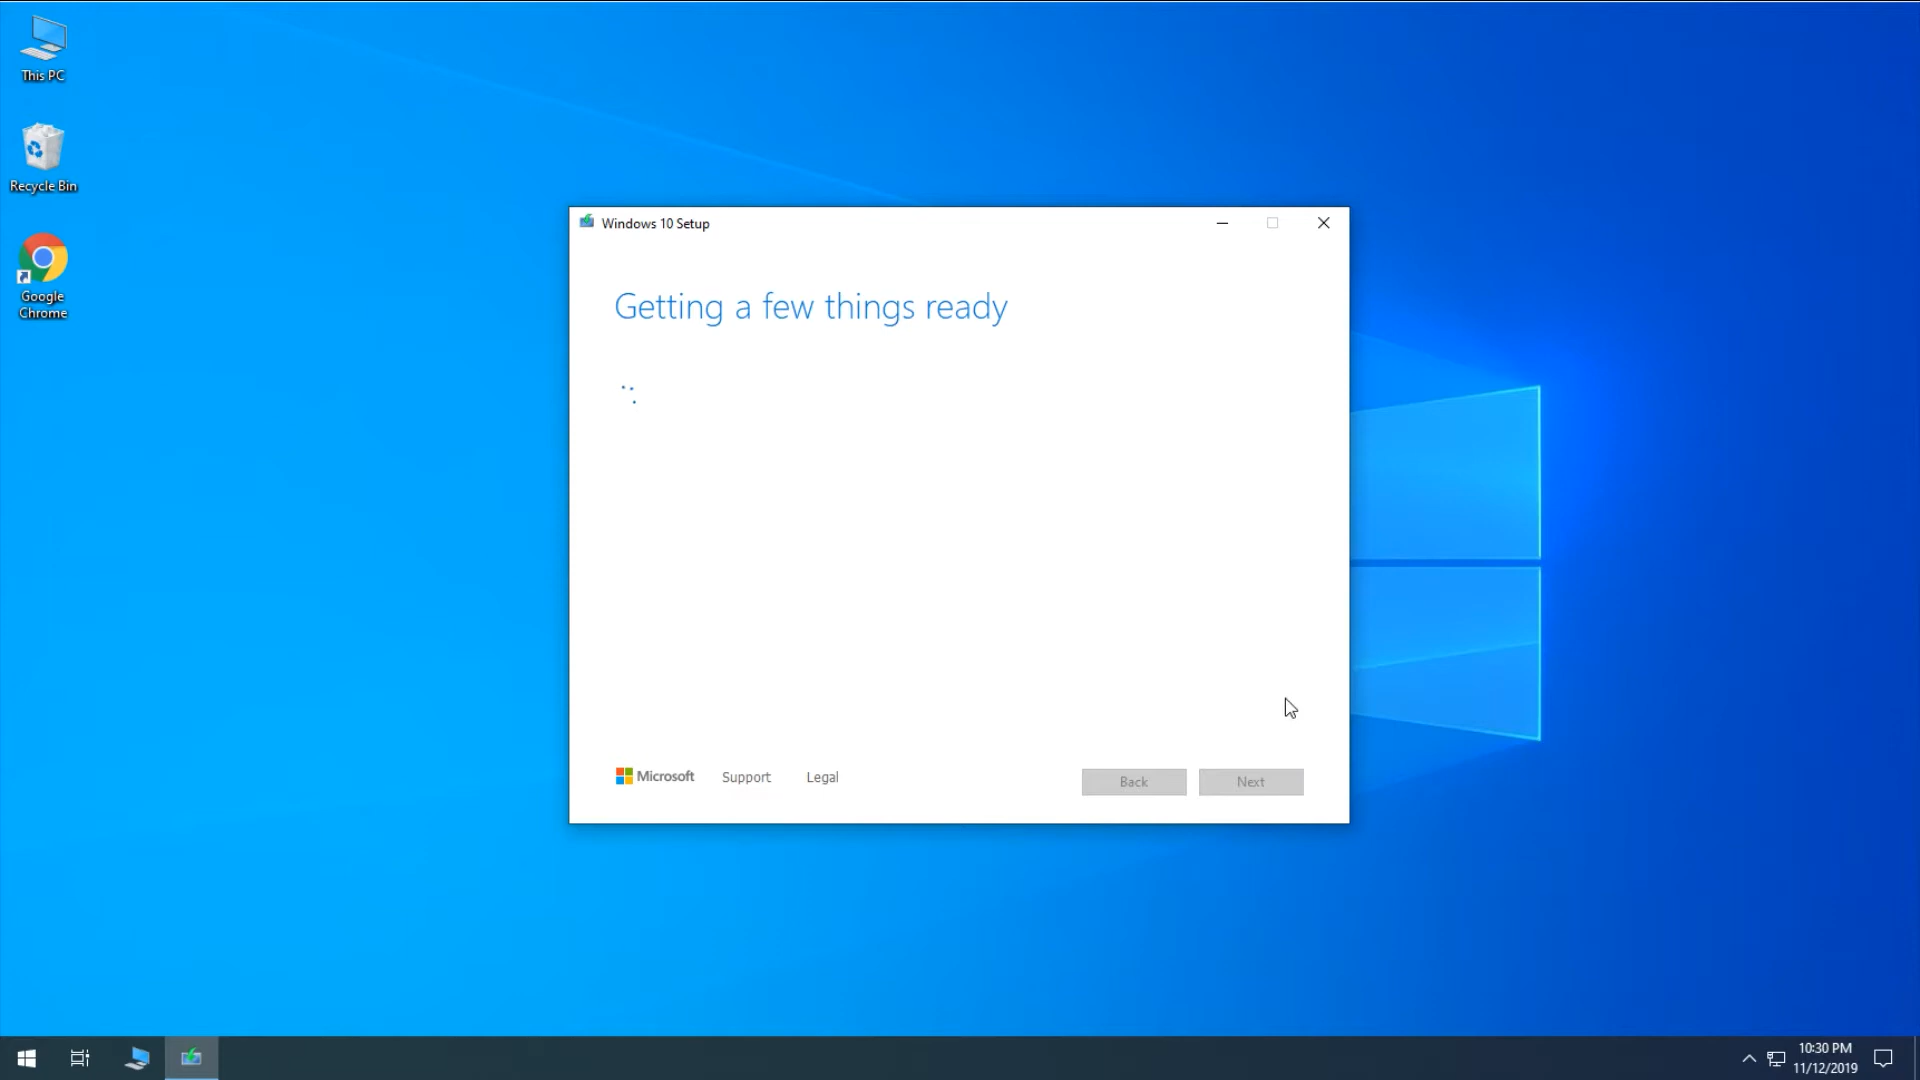 This PC
Recycle Bin
Google
Chrome
Windows 10 Setup
Getting a few things ready
Microsoft
Support
Legal
Back
Next
10:30 PM
11/12/2019